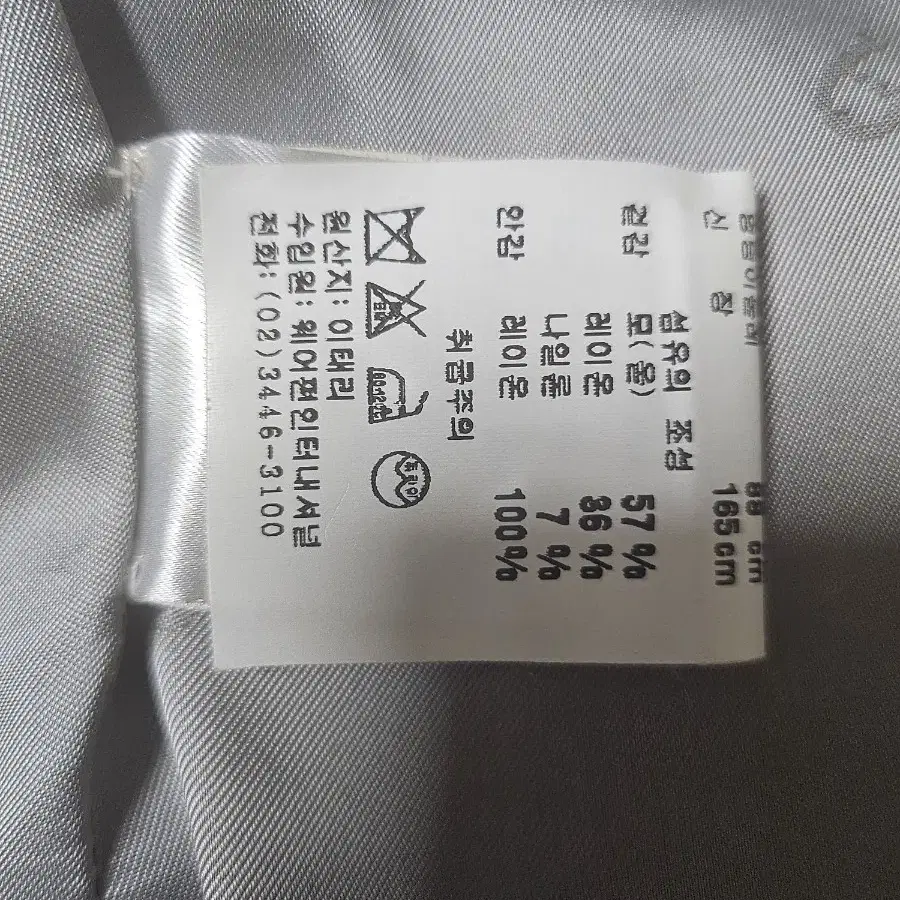 신 장 165cm
섬유의 조성
겉감 모(울) 57 %
레이온 36 %
나일론 7 %
안감 레이온 100%
취급주의
원산지: 이태리
수입원: 웨어펀인터내셔널
전화: (02)3446-3100